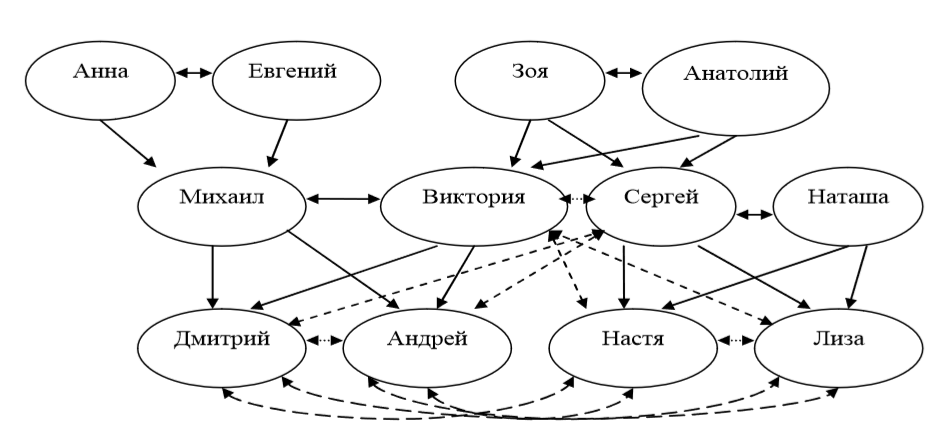 Анна
Евгений
Зоя
Анатолий
Михаил
Виктория
Сергей
Наташа
Дмитрий
Андрей
Настя
Лиза